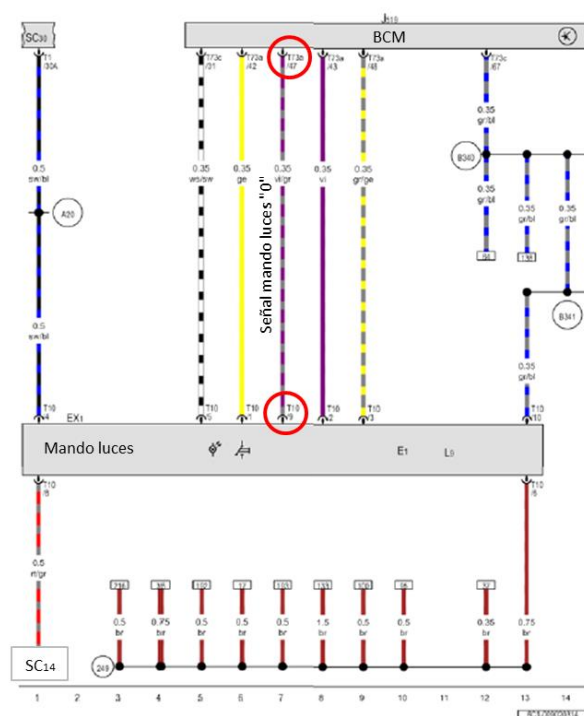 SC30
BCM
T1
/30A
T73c
/31
T73a
/42
T73a
/47
T73a
/43
T73a
/48
T73c
/67
0.5
sw/bl
0.35
ws/sw
0.35
ge
0.35
vi/gr
0.35
vi
0.35
gr/ge
0.35
gr/bl
B340
0.35
gr/bl
0.35
gr/bl
0.35
gr/bl
A20
Señal mando luces "0"
B341
0.5
sw/bl
0.35
gr/bl
EX1
T10
/4
T10
T10
/1
T10
/9
T10
/2
T10
/3
T10
/10
Mando luces
E1
L9
T10
/8
T10
0.5
rt/gr
0.5
br
0.75
br
0.5
br
0.5
br
0.5
br
1.5
br
0.5
br
0.5
br
0.35
br
0.75
br
SC14
249
1 2 3 4 5 6 7 8 9 10 11 12 13 14